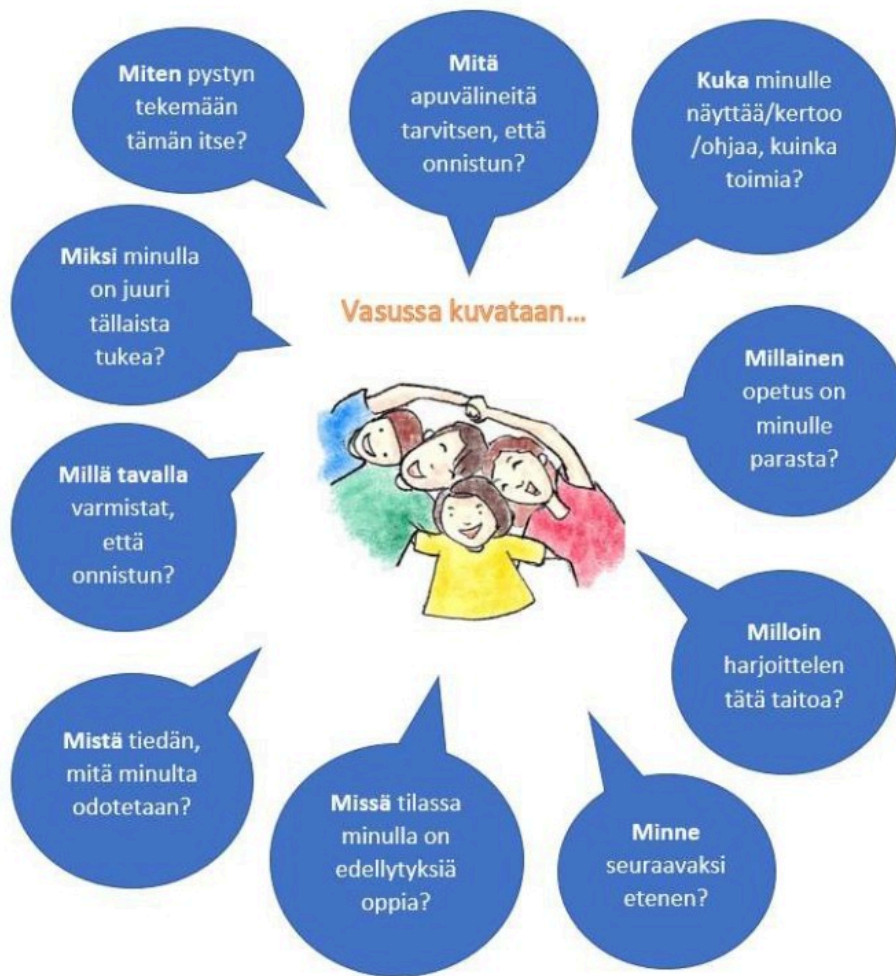 Miten pystyn
tekemään
tämän itse?
Mitä
apuvälineitä
tarvitsen, että
onnistun?
Kuka minulle
näyttää/kertoo
/ohjaa, kuinka
toimia?
Miksi minulla
on juuri
tällaista
tukea?
Vasussa kuvataan...
Millainen
opetus on
minulle
parasta?
Millä tavalla
varmistat,
että
onnistun?
Milloin
harjoittelen
tätä taitoa?
Mistä tiedän,
mitä minulta
odotetaan?
Missä tilassa
minulla on
edellytyksiä
oppia?
Minne
seuraavaksi
etenen?